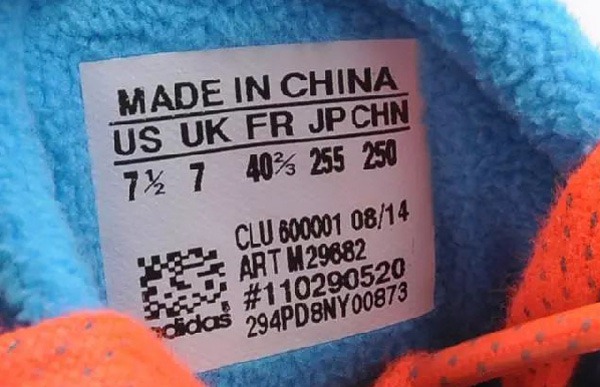 MADE IN CHINA
US UK FR JP CHN
7½ 7 40⅔ 255 250
CLU 600001 08/14
ART M29682
#110290520
adidas 294PD8NY00873